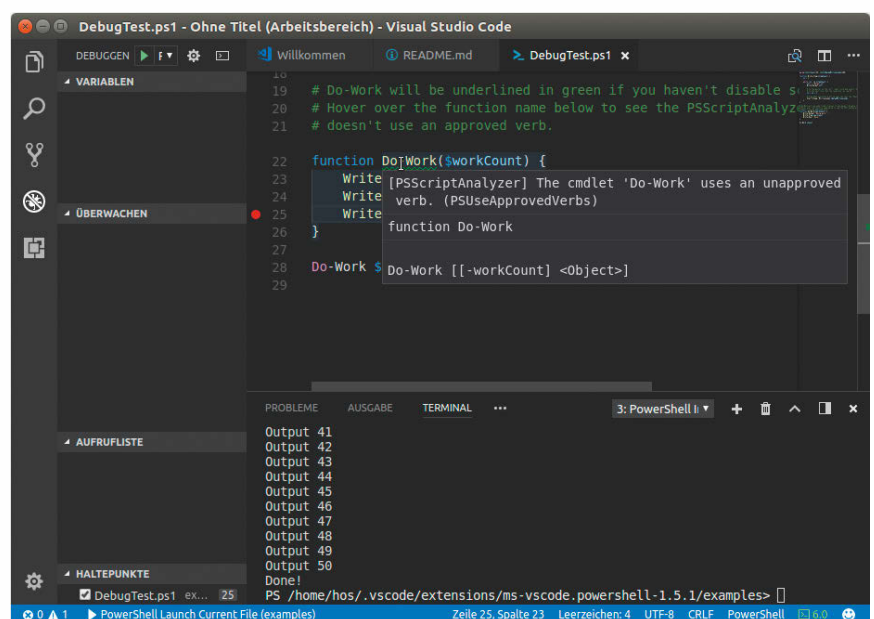 DebugTest.ps1 - Ohne Titel (Arbeitsbereich) - Visual Studio Code
DEBUGGEN
Willkommen
README.md
DebugTest.ps1
VARIABLEN
ÜBERWACHEN
AUFRUFLISTE
HALTEPUNKTE
DebugTest.ps1 ex... 25
18
19 # Do-Work will be underlined in green if you haven't disable s
20 # Hover over the function name below to see the PSScriptAnalyz
21 # doesn't use an approved verb.
22 function Do-Work($workCount) {
23 Write
24 Write
25 Write
26 }
27
28 Do-Work $
29
[PSScriptAnalyzer] The cmdlet 'Do-Work' uses an unapproved
verb. (PSUseApprovedVerbs)
function Do-Work
Do-Work [[-workCount] <Object>]
PROBLEME AUSGABE TERMINAL ••• 3: PowerShell I
Output 41
Output 42
Output 43
Output 44
Output 45
Output 46
Output 47
Output 48
Output 49
Output 50
Done!
PS /home/hos/.vscode/extensions/ms-vscode.powershell-1.5.1/examples>
0 1 PowerShell Launch Current File (examples) Zeile 25, Spalte 23 Leerzeichen: 4 UTF-8 CRLF PowerShell 6.0